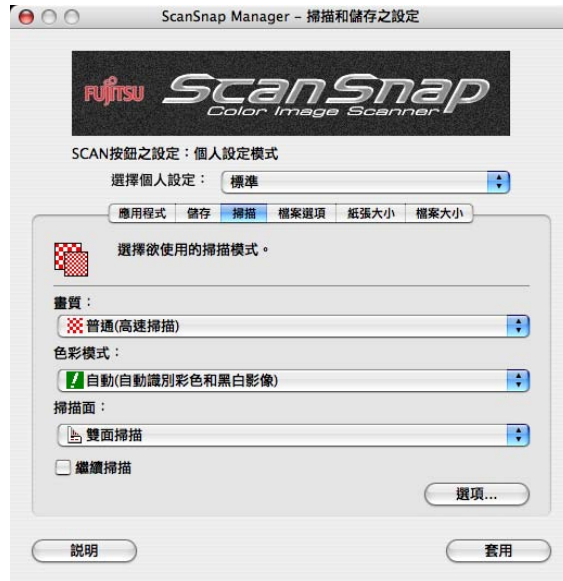 ScanSnap Manager – 掃描和儲存之設定
FUJITSU ScanSnap
Color Image Scanner
SCAN按鈕之設定：個人設定模式
選擇個人設定： 標準
應用程式 儲存 掃描 檔案選項 紙張大小 檔案大小
選擇欲使用的掃描模式。
畫質：
普通(高速掃描)
色彩模式：
自動(自動識別彩色和黑白影像)
掃描面：
雙面掃描
繼續掃描
選項...
說明 套用